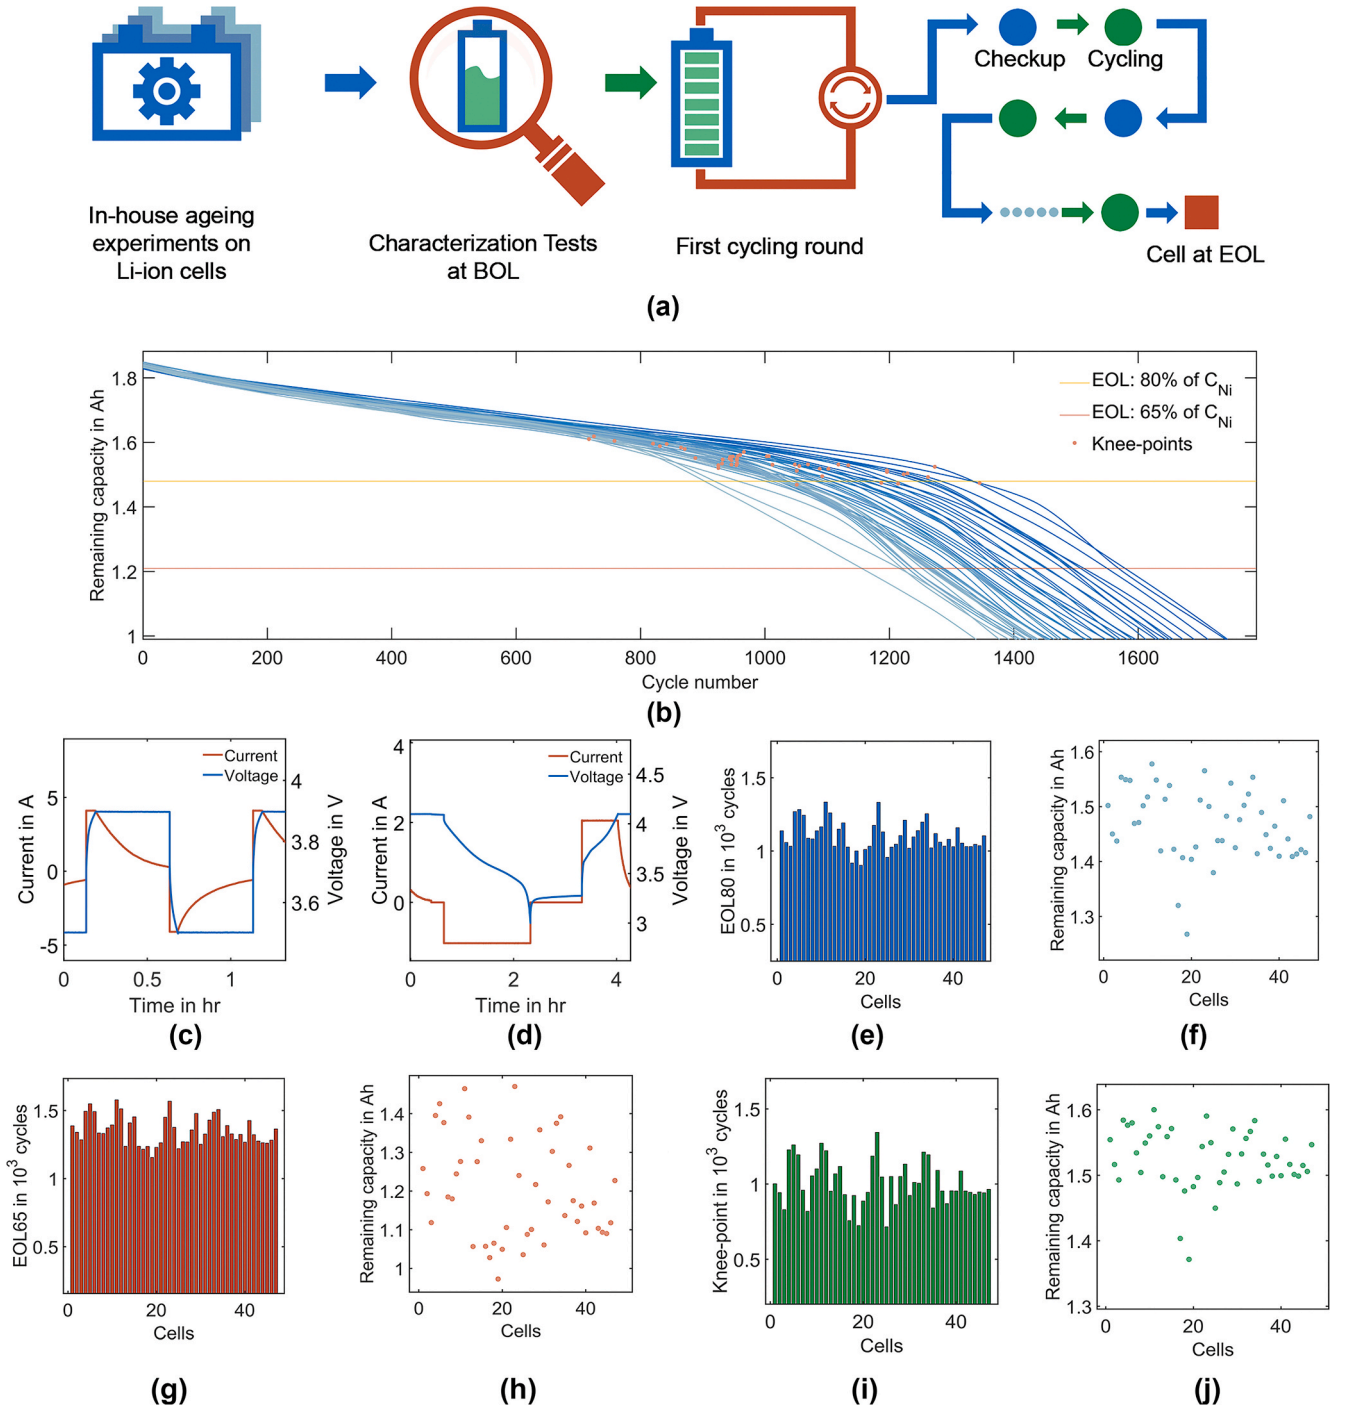 In-house ageing
experiments on
Li-ion cells
Characterization Tests
at BOL
First cycling round
Checkup
Cycling
Cell at EOL
(a)
Remaining capacity in Ah
1.8
1.6
1.4
1.2
1
EOL: 80% of C_Ni
EOL: 65% of C_Ni
Knee-points
0 200 400 600 800 1000 1200 1400 1600
Cycle number
(b)
Current in A
5
0
-5
Current
Voltage
4
3.8
3.6
Voltage in V
0 0.5 1
Time in hr
(c)
Current in A
4
2
0
Current
Voltage
4.5
4
3.5
3
Voltage in V
0 2 4
Time in hr
(d)
EOL80 in 10³ cycles
1.5
1
0.5
0 20 40
Cells
(e)
Remaining capacity in Ah
1.6
1.5
1.4
1.3
0 20 40
Cells
(f)
EOL65 in 10³ cycles
1.5
1
0.5
0 20 40
Cells
(g)
Remaining capacity in Ah
1.4
1.3
1.2
1.1
1
0 20 40
Cells
(h)
Knee-point in 10³ cycles
1.5
1
0.5
0 20 40
Cells
(i)
Remaining capacity in Ah
1.6
1.5
1.4
1.3
0 20 40
Cells
(j)